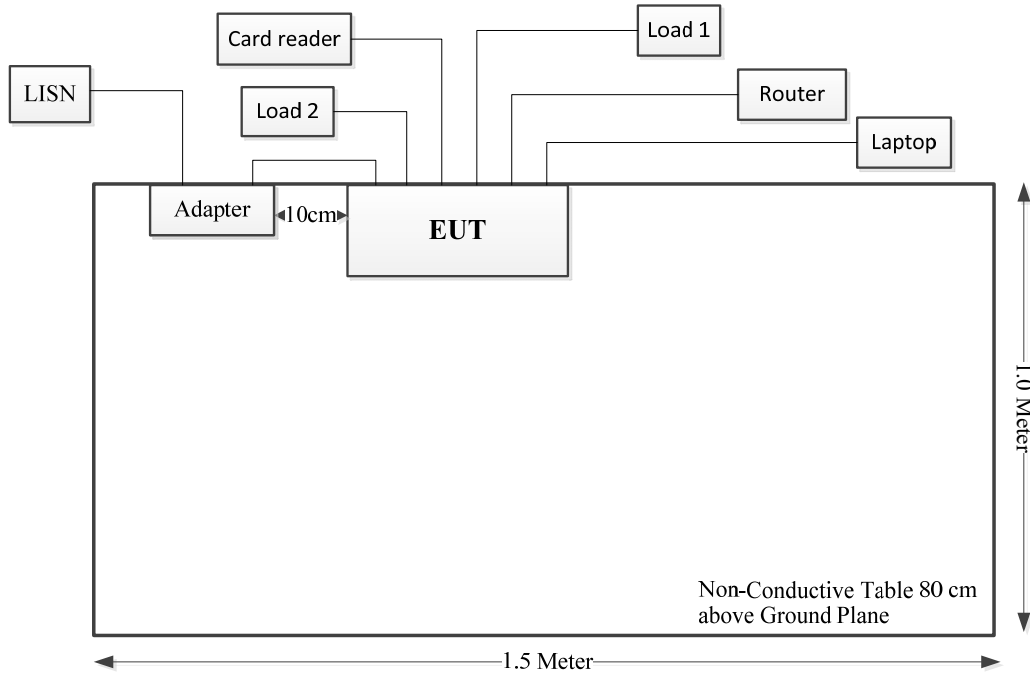 Load 1
Card reader
LISN
Router
Load 2
Laptop
Adapter
10cm
EUT
1.0 Meter
Non-Conductive Table 80 cm
above Ground Plane
1.5 Meter